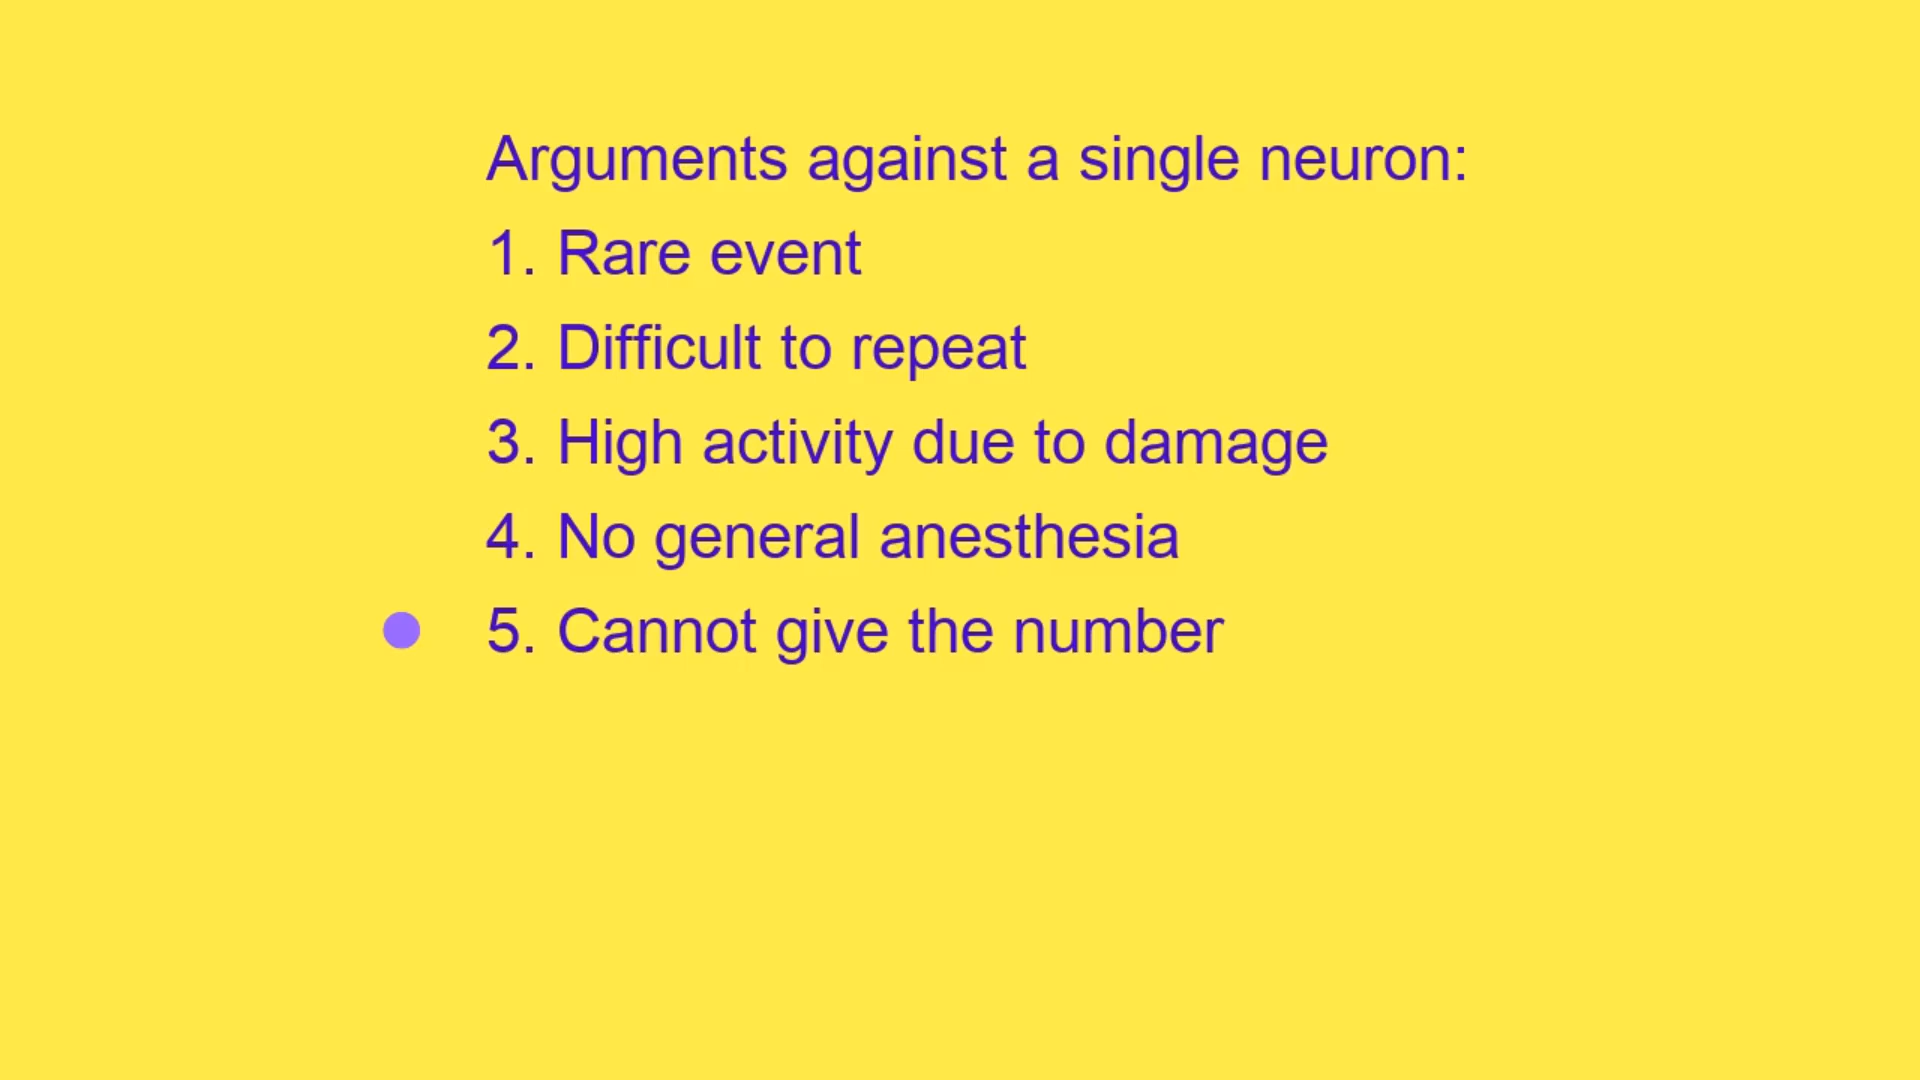 Arguments against a single neuron:
1. Rare event
2. Difficult to repeat
3. High activity due to damage
4. No general anesthesia
5. Cannot give the number